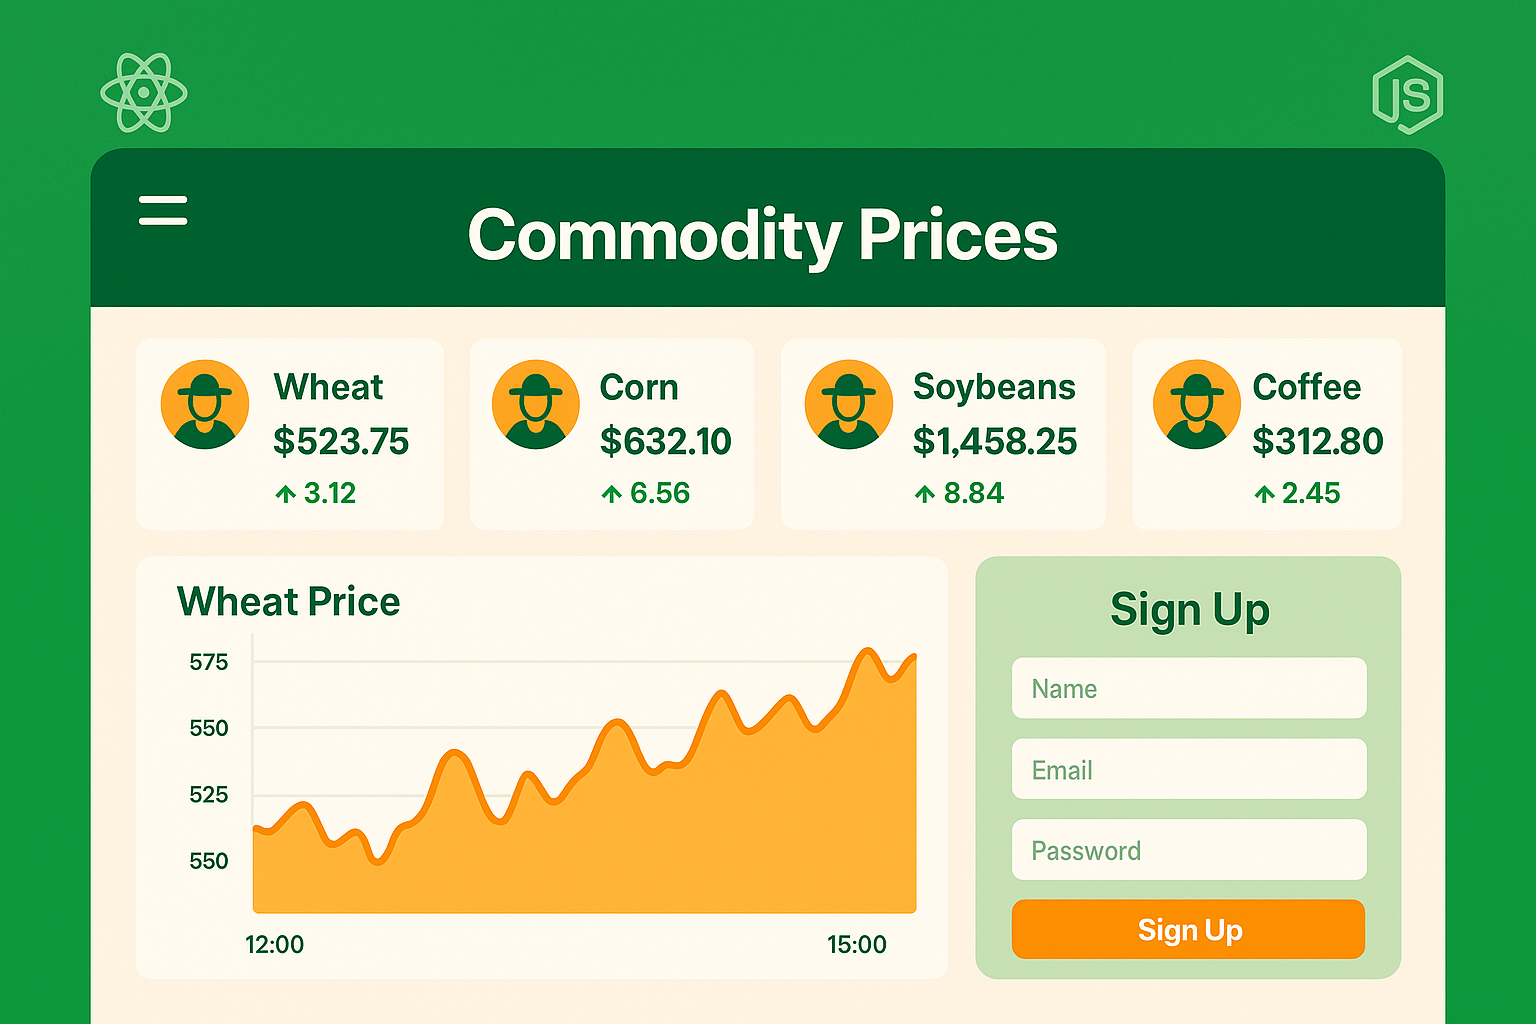 JS
Commodity Prices
Wheat
$523.75
↑ 3.12
Corn
$632.10
↑ 6.56
Soybeans
$1,458.25
↑ 8.84
Coffee
$312.80
↑ 2.45
Wheat Price
575
550
525
550
12:00
15:00
Sign Up
Name
Email
Password
Sign Up